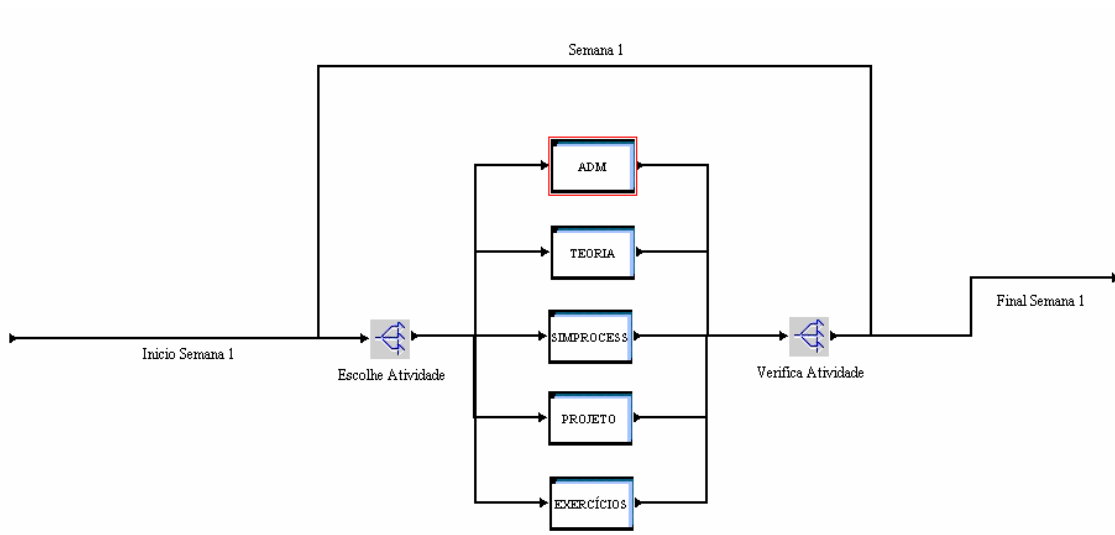 Semana 1
ADM
TEORIA
Final Semana 1
SIMPROCESS
Inicio Semana 1
Escolhe Atividade
Verifica Atividade
PROJETO
EXERCÍCIOS